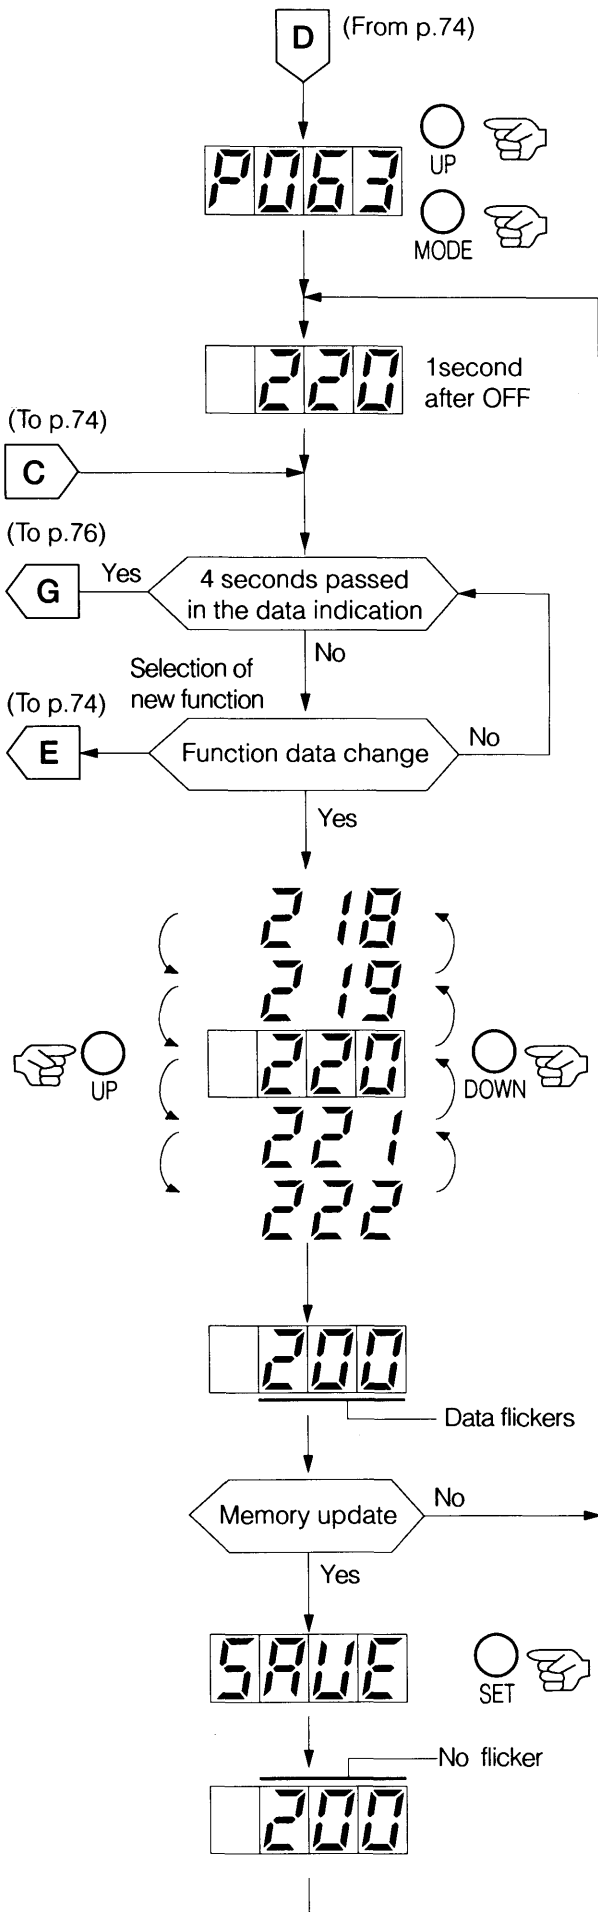 D (From p.74)
P063
UP
MODE
220
1second
after OFF
(To p.74)
C
(To p.76)
G
Yes
4 seconds passed
in the data indication
No
Selection of
new function
(To p.74)
E
Function data change
No
Yes
218
219
220
UP
DOWN
221
222
200
Data flickers
Memory update
No
Yes
SAVE
SET
No flicker
200